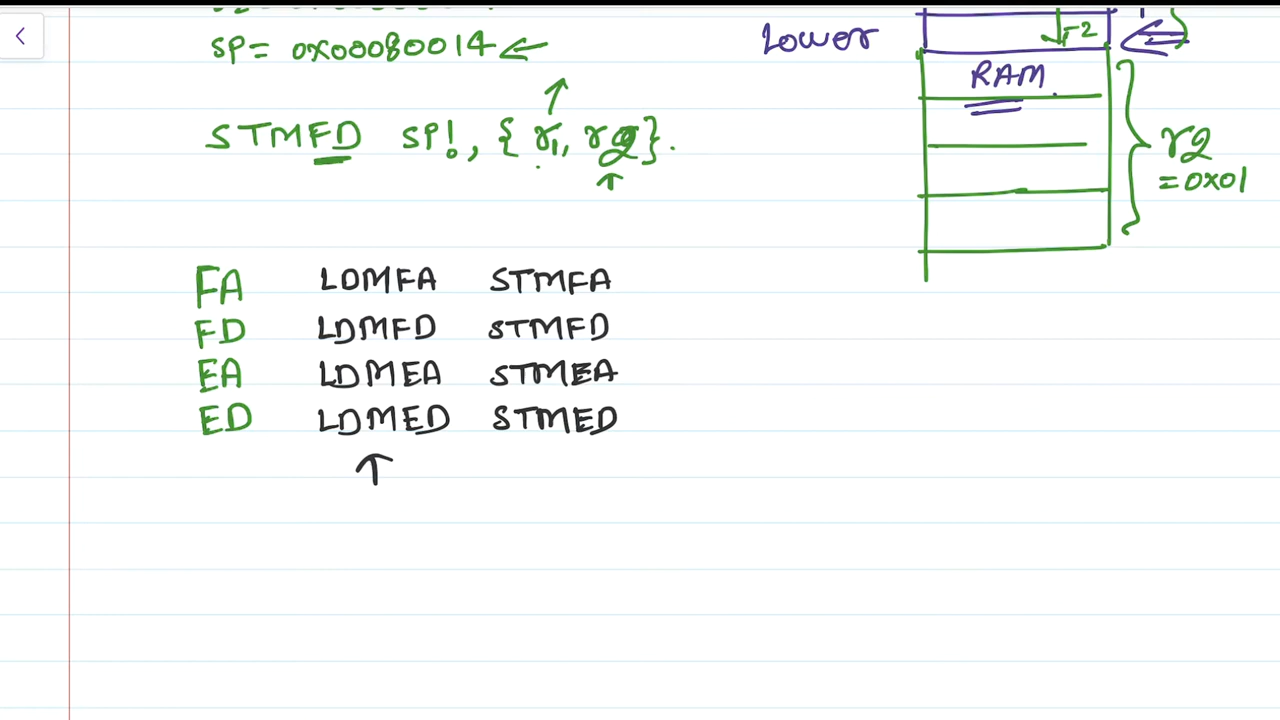 SP= 0x00080014 ←
Lower
r2
RAM
STMFD SP!, { r1, r2}.
r2
= 0x01
FA LDMFA STMFA
FD LDMFD STMFD
EA LDMEA STMEA
ED LDMED STMED